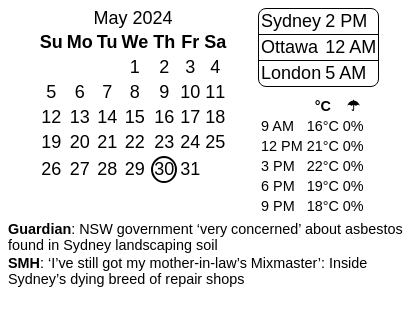 May 2024
Su Mo Tu We Th Fr Sa
1 2 3 4
5 6 7 8 9 10 11
12 13 14 15 16 17 18
19 20 21 22 23 24 25
26 27 28 29 30 31
Sydney 2 PM
Ottawa 12 AM
London 5 AM
°C ☂
9 AM 16°C 0%
12 PM 21°C 0%
3 PM 22°C 0%
6 PM 19°C 0%
9 PM 18°C 0%
Guardian: NSW government ‘very concerned’ about asbestos
found in Sydney landscaping soil
SMH: ‘I’ve still got my mother-in-law’s Mixmaster’: Inside
Sydney’s dying breed of repair shops